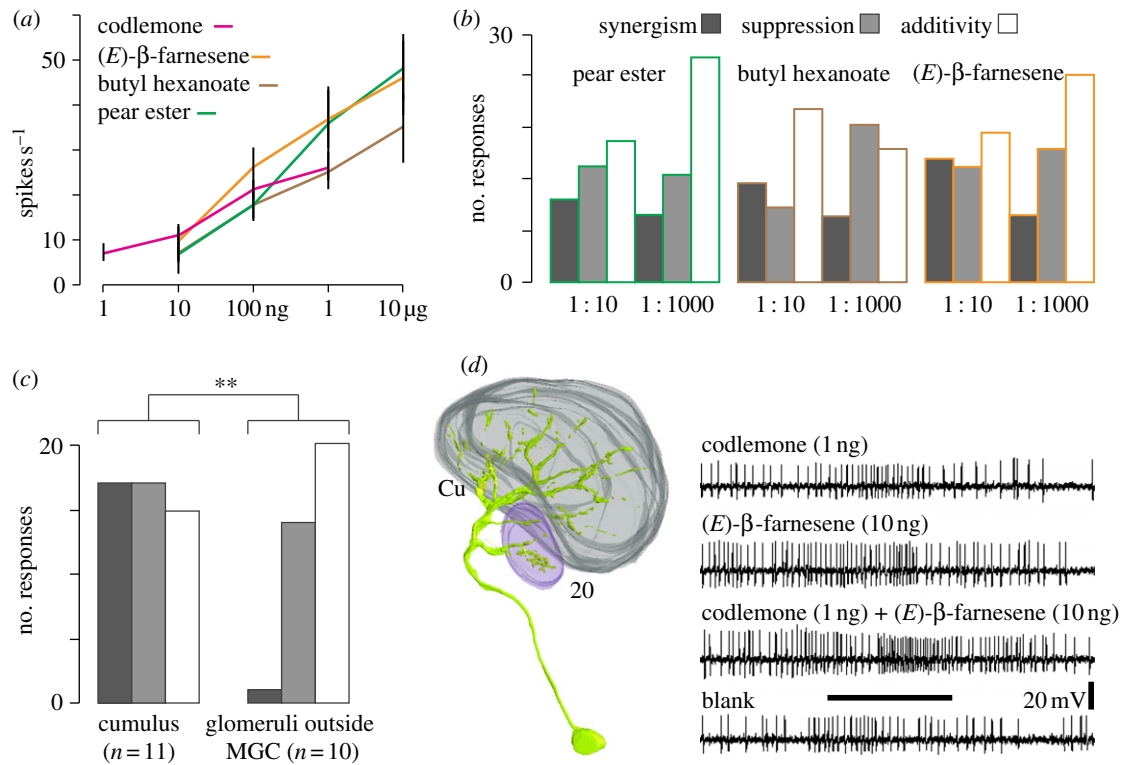 (a)
codlemone
(E)-β-farnesene
butyl hexanoate
pear ester
50
10
0
spikes s⁻¹
1 10 100 ng 1 10 µg
(b)
synergism suppression additivity
30
0
no. responses
pear ester butyl hexanoate (E)-β-farnesene
1 : 10 1 : 1000 1 : 10 1 : 1000 1 : 10 1 : 1000
(c)
**
20
0
no. responses
cumulus
(n = 11)
glomeruli outside
MGC (n = 10)
(d)
Cu
20
codlemone (1 ng)
(E)-β-farnesene (10 ng)
codlemone (1 ng) + (E)-β-farnesene (10 ng)
blank
20 mV